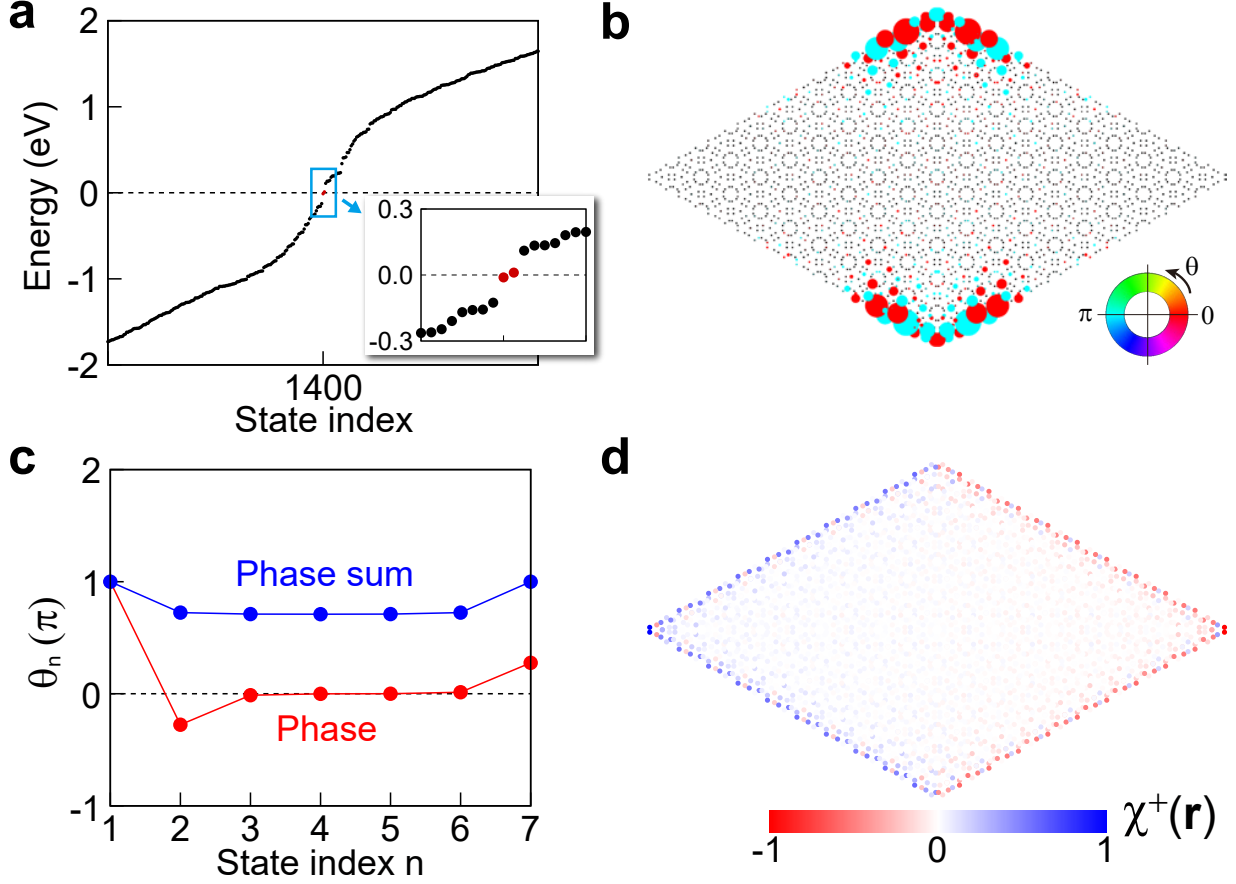 a
2
1
0
-1
-2
Energy (eV)
1400
State index
0.3
0.0
-0.3
b
θ
π
0
c
2
1
0
-1
θn (π)
Phase sum
Phase
1 2 3 4 5 6 7
State index n
d
-1 0 1
χ+(r)